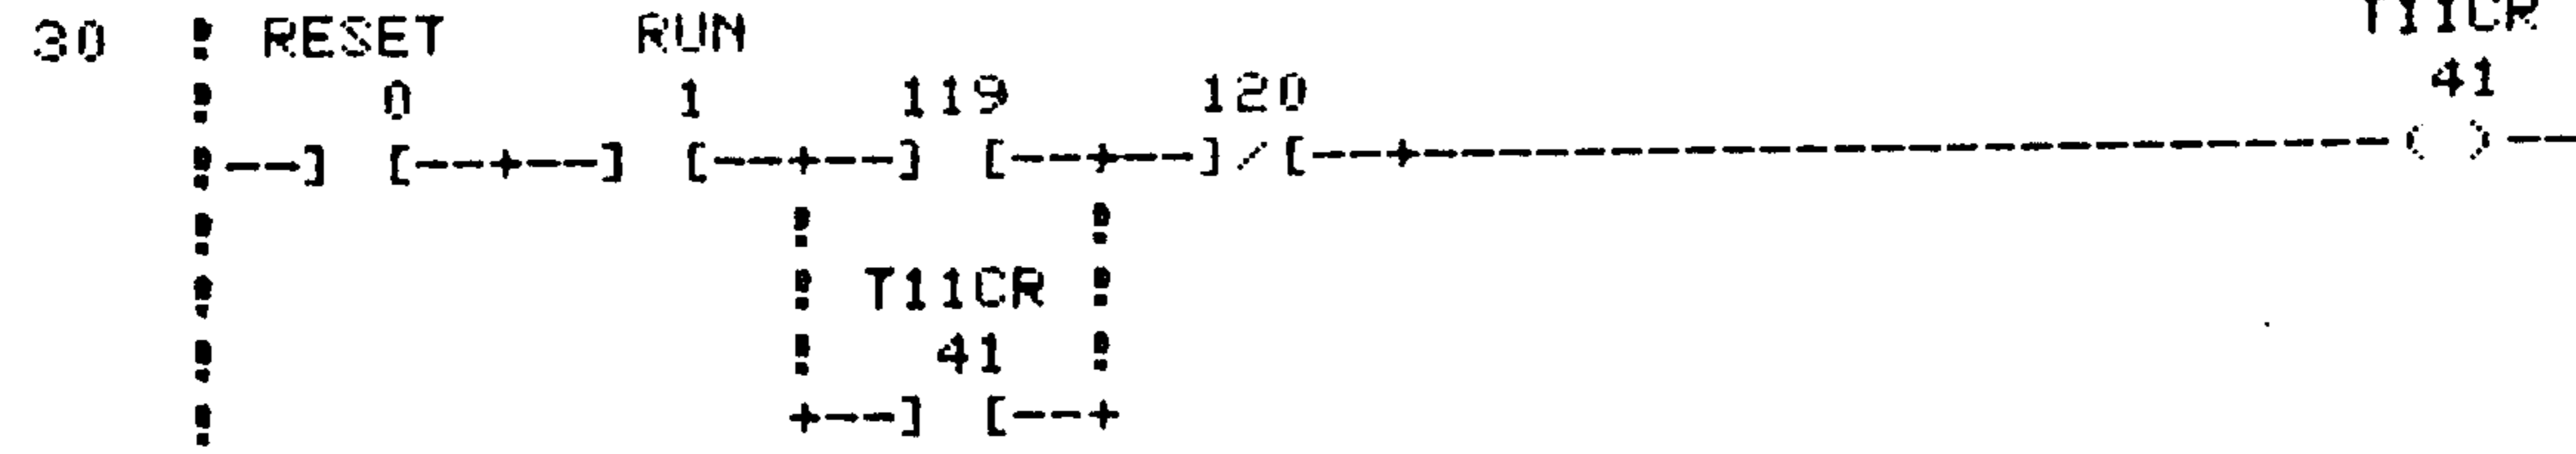 30 ! RESET RUN T11CR
! 0 1 119 120 41
!--] [--+--] [--+--] [--+--]/[--+------------------------------( )--
! ! !
! ! T11CR !
! ! 41 !
! +--] [--+